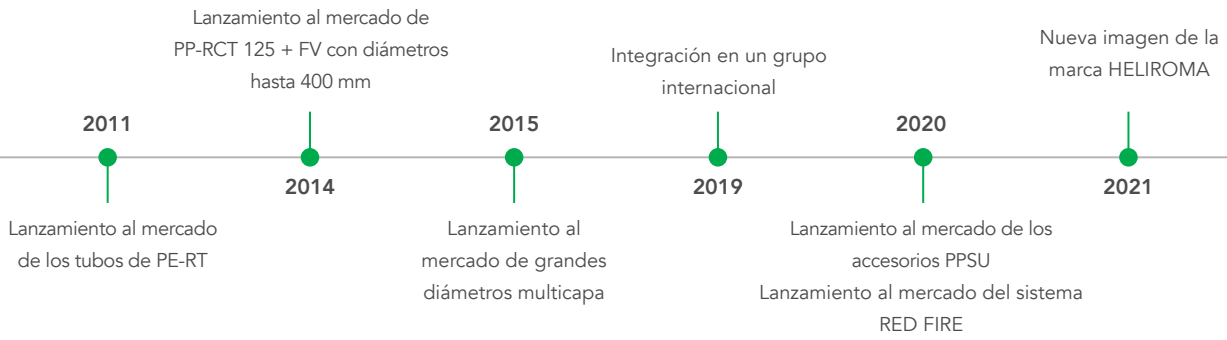 2011
Lanzamiento al mercado
de los tubos de PE-RT
Lanzamiento al mercado de
PP-RCT 125 + FV con diámetros
hasta 400 mm
2014
2015
Lanzamiento al
mercado de grandes
diámetros multicapa
Integración en un grupo
internacional
2019
2020
Lanzamiento al mercado de los
accesorios PPSU
Lanzamiento al mercado del sistema
RED FIRE
Nueva imagen de la
marca HELIROMA
2021